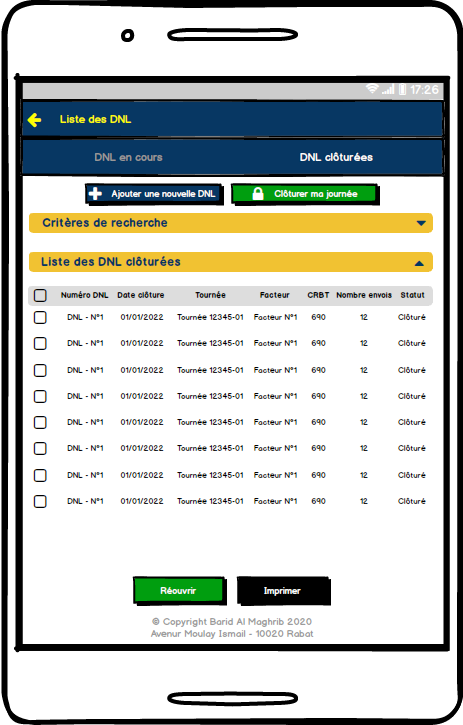 17:26
Liste des DNL
DNL en cours DNL clôturées
Ajouter une nouvelle DNL Clôturer ma journée
Critères de recherche
Liste des DNL clôturées
Numéro DNL Date clôture Tournée Facteur CRBT Nombre envois Statut
DNL - N°1 01/01/2022 Tournée 12345-01 Facteur N°1 690 12 Clôturé
DNL - N°1 01/01/2022 Tournée 12345-01 Facteur N°1 690 12 Clôturé
DNL - N°1 01/01/2022 Tournée 12345-01 Facteur N°1 690 12 Clôturé
DNL - N°1 01/01/2022 Tournée 12345-01 Facteur N°1 690 12 Clôturé
DNL - N°1 01/01/2022 Tournée 12345-01 Facteur N°1 690 12 Clôturé
DNL - N°1 01/01/2022 Tournée 12345-01 Facteur N°1 690 12 Clôturé
DNL - N°1 01/01/2022 Tournée 12345-01 Facteur N°1 690 12 Clôturé
DNL - N°1 01/01/2022 Tournée 12345-01 Facteur N°1 690 12 Clôturé
Réouvrir Imprimer
© Copyright Barid Al Maghrib 2020
Avenur Moulay Ismail - 10020 Rabat